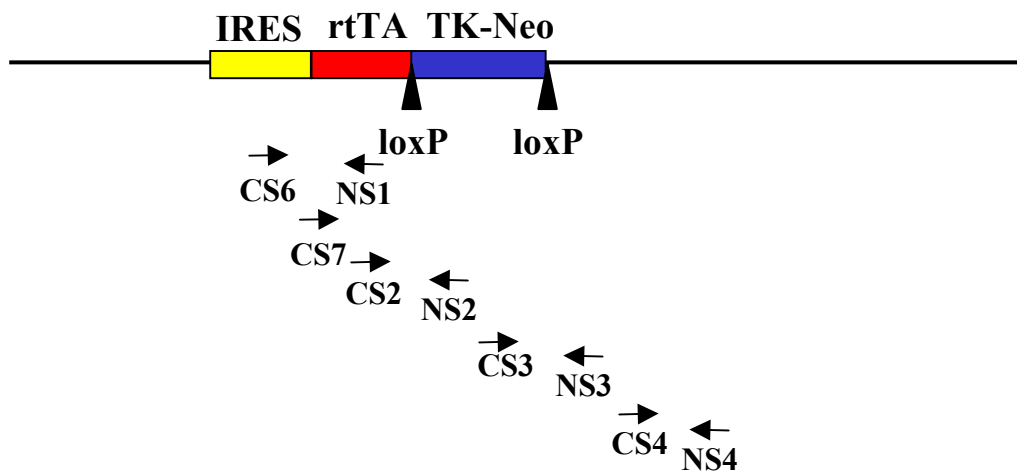 IRES rtTA TK-Neo
loxP loxP
CS6 NS1
CS7
CS2 NS2
CS3 NS3
CS4 NS4